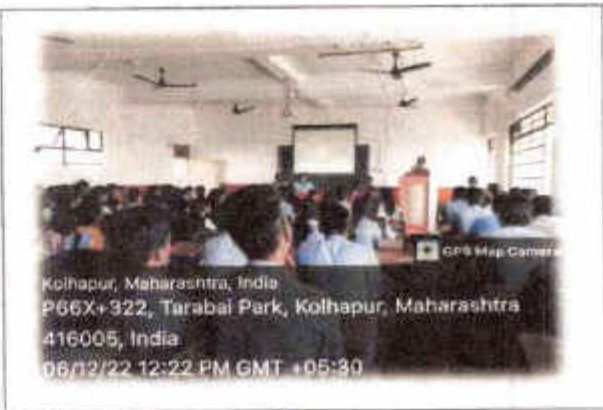 GPS Map Camera
Kolhapur, Maharashtra, India
P66X+322, Tarabai Park, Kolhapur, Maharashtra
416005, India
06/12/22 12:22 PM GMT +05:30